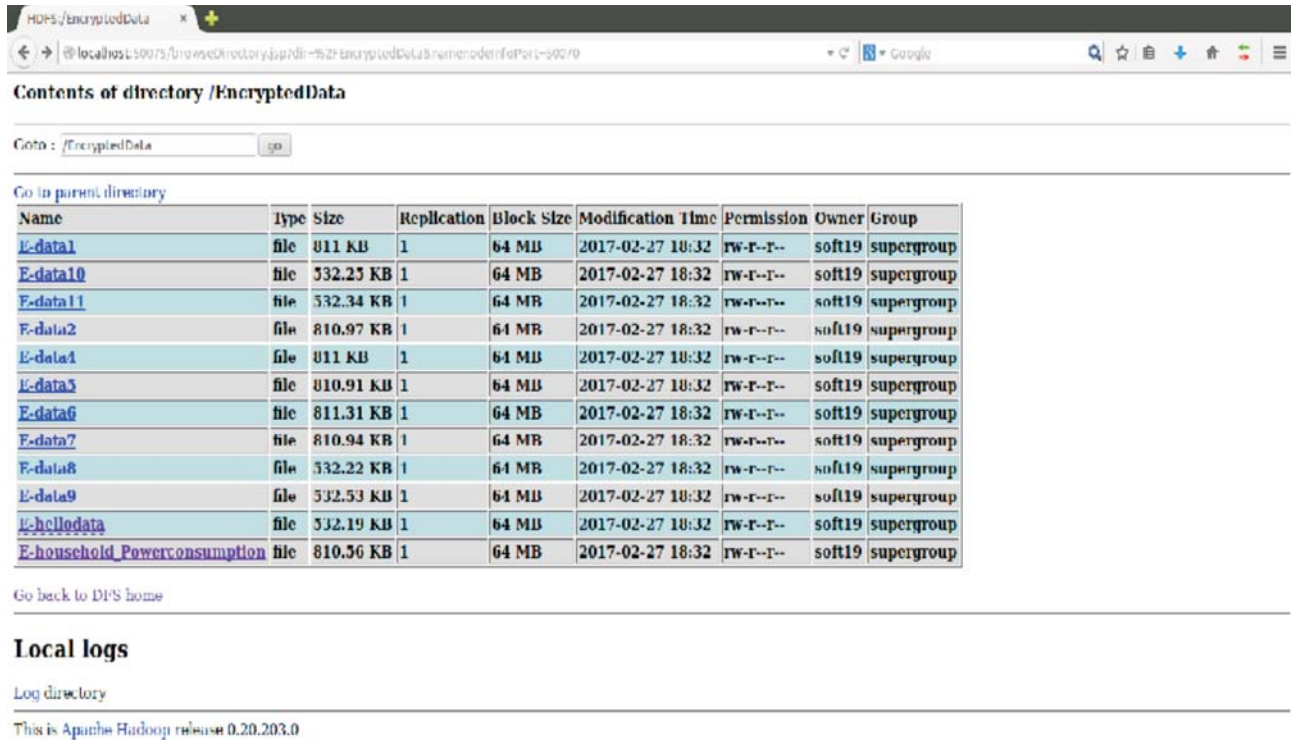 HDFS:/EncryptedData
localhost:50075/browseDirectory.jsp?dir=%2FEncryptedData&namenodeInfoPort=50070 Google
Contents of directory /EncryptedData
Goto : /EncryptedData go
Go to parent directory
Name Type Size Replication Block Size Modification Time Permission Owner Group
E-data1 file 811 KB 1 64 MB 2017-02-27 18:32 rw-r--r-- soft19 supergroup
E-data10 file 532.25 KB 1 64 MB 2017-02-27 18:32 rw-r--r-- soft19 supergroup
E-data11 file 532.34 KB 1 64 MB 2017-02-27 18:32 rw-r--r-- soft19 supergroup
E-data2 file 810.97 KB 1 64 MB 2017-02-27 18:32 rw-r--r-- soft19 supergroup
E-data4 file 811 KB 1 64 MB 2017-02-27 18:32 rw-r--r-- soft19 supergroup
E-data5 file 810.91 KB 1 64 MB 2017-02-27 18:32 rw-r--r-- soft19 supergroup
E-data6 file 811.31 KB 1 64 MB 2017-02-27 18:32 rw-r--r-- soft19 supergroup
E-data7 file 810.94 KB 1 64 MB 2017-02-27 18:32 rw-r--r-- soft19 supergroup
E-data8 file 532.22 KB 1 64 MB 2017-02-27 18:32 rw-r--r-- soft19 supergroup
E-data9 file 532.53 KB 1 64 MB 2017-02-27 18:32 rw-r--r-- soft19 supergroup
E-hellodata file 532.19 KB 1 64 MB 2017-02-27 18:32 rw-r--r-- soft19 supergroup
E-household_Powerconsumption file 810.56 KB 1 64 MB 2017-02-27 18:32 rw-r--r-- soft19 supergroup
Go back to DFS home
Local logs
Log directory
This is Apache Hadoop release 0.20.203.0